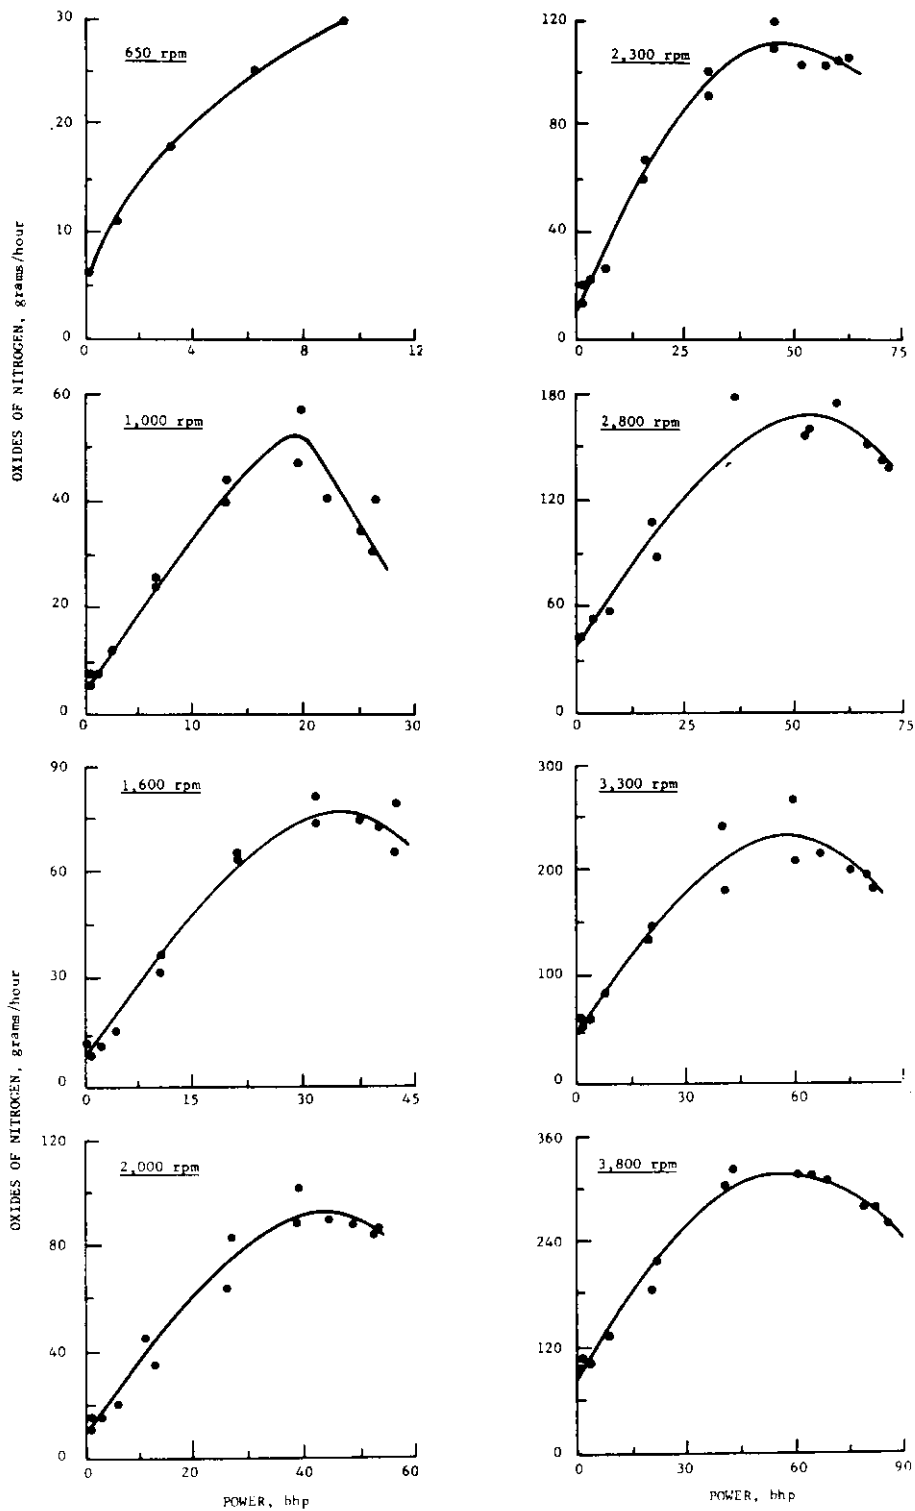 OXIDES OF NITROGEN, grams/hour
30
20
10
0
650 rpm
0 4 8 12
120
80
40
0
2,300 rpm
0 25 50 75
60
40
20
0
1,000 rpm
0 10 20 30
180
120
60
0
2,800 rpm
0 25 50 75
OXIDES OF NITROGEN, grams/hour
90
60
30
0
1,600 rpm
0 15 30 45
300
200
100
0
3,300 rpm
0 30 60
120
80
40
0
2,000 rpm
0 20 40 60
POWER, bhp
360
240
120
0
3,800 rpm
0 30 60 90
POWER, bhp